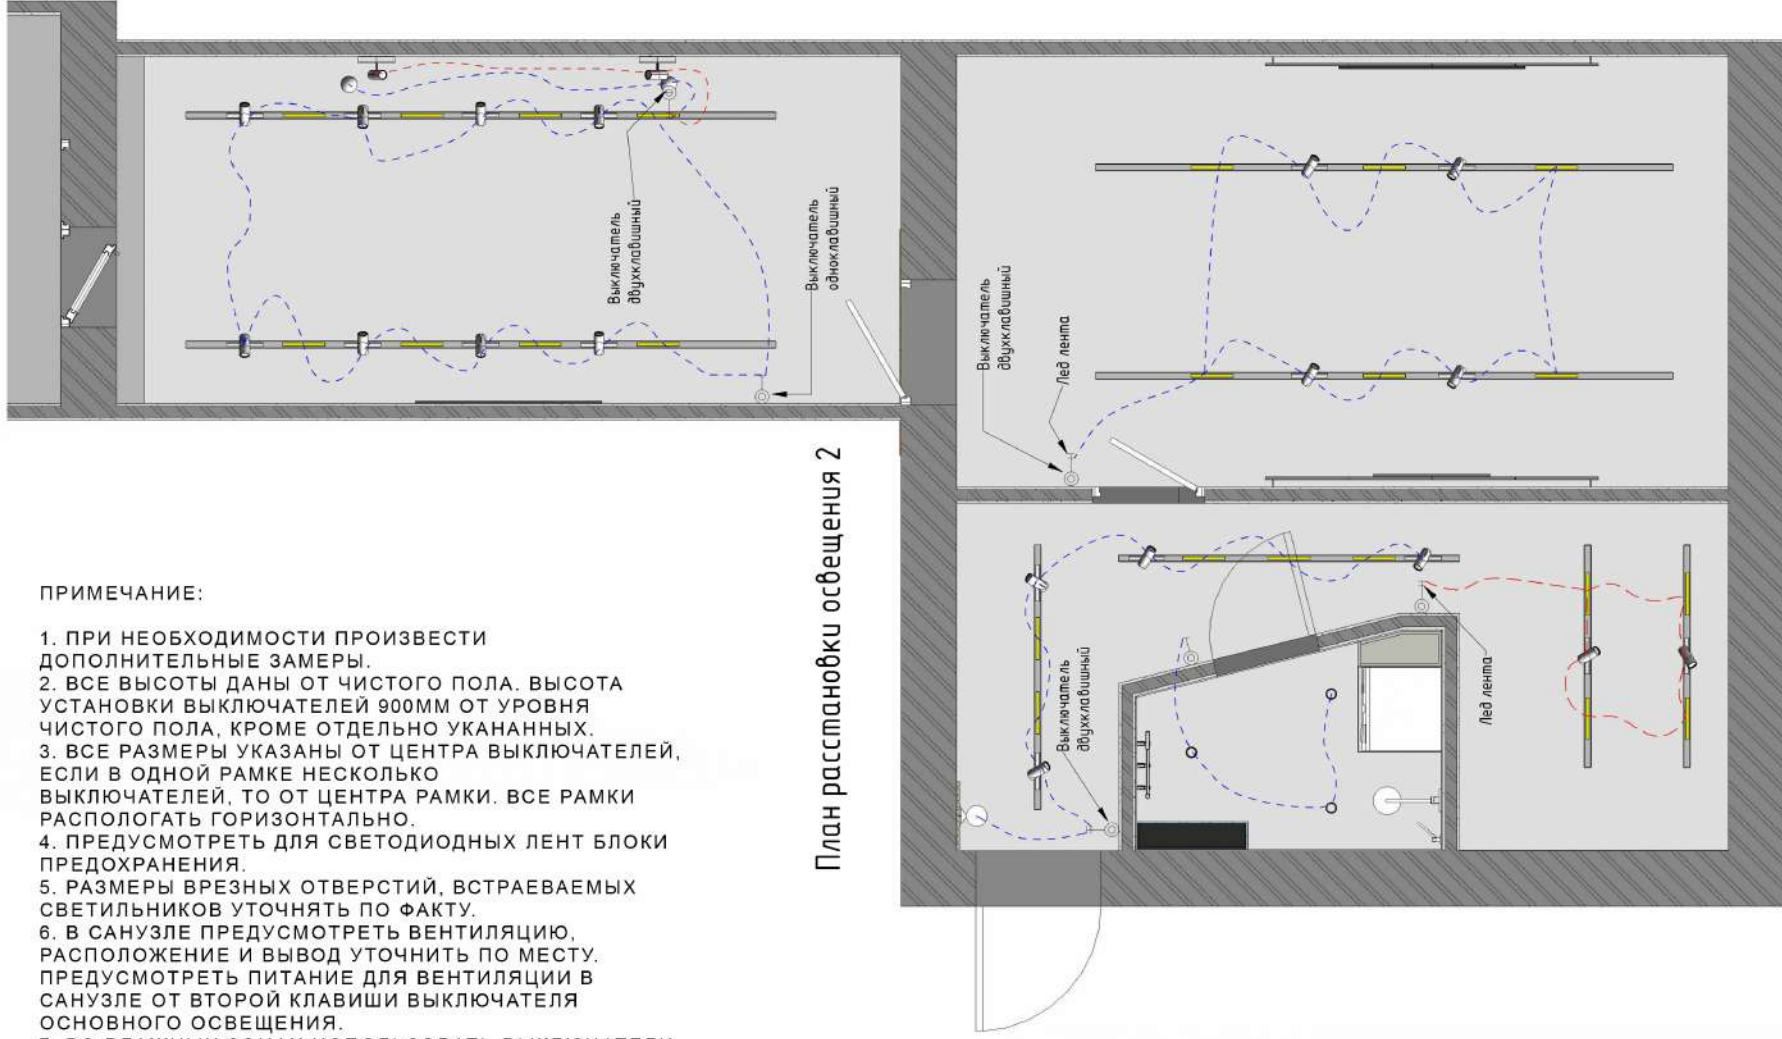 Выключатель
двухклавишный
Выключатель
одноклавишный
Выключатель
двухклавишный
Лед лента
Выключатель
двухклавишный
Лед лента
План расстановки освещения 2
ПРИМЕЧАНИЕ:
1. ПРИ НЕОБХОДИМОСТИ ПРОИЗВЕСТИ
ДОПОЛНИТЕЛЬНЫЕ ЗАМЕРЫ.
2. ВСЕ ВЫСОТЫ ДАНЫ ОТ ЧИСТОГО ПОЛА. ВЫСОТА
УСТАНОВКИ ВЫКЛЮЧАТЕЛЕЙ 900ММ ОТ УРОВНЯ
ЧИСТОГО ПОЛА, КРОМЕ ОТДЕЛЬНО УКАНАННЫХ.
3. ВСЕ РАЗМЕРЫ УКАЗАНЫ ОТ ЦЕНТРА ВЫКЛЮЧАТЕЛЕЙ,
ЕСЛИ В ОДНОЙ РАМКЕ НЕСКОЛЬКО
ВЫКЛЮЧАТЕЛЕЙ, ТО ОТ ЦЕНТРА РАМКИ. ВСЕ РАМКИ
РАСПОЛОГАТЬ ГОРИЗОНТАЛЬНО.
4. ПРЕДУСМОТРЕТЬ ДЛЯ СВЕТОДИОДНЫХ ЛЕНТ БЛОКИ
ПРЕДОХРАНЕНИЯ.
5. РАЗМЕРЫ ВРЕЗНЫХ ОТВЕРСТИЙ, ВСТРАЕВАЕМЫХ
СВЕТИЛЬНИКОВ УТОЧНЯТЬ ПО ФАКТУ.
6. В САНУЗЛЕ ПРЕДУСМОТРЕТЬ ВЕНТИЛЯЦИЮ,
РАСПОЛОЖЕНИЕ И ВЫВОД УТОЧНИТЬ ПО МЕСТУ.
ПРЕДУСМОТРЕТЬ ПИТАНИЕ ДЛЯ ВЕНТИЛЯЦИИ В
САНУЗЛЕ ОТ ВТОРОЙ КЛАВИШИ ВЫКЛЮЧАТЕЛЯ
ОСНОВНОГО ОСВЕЩЕНИЯ.